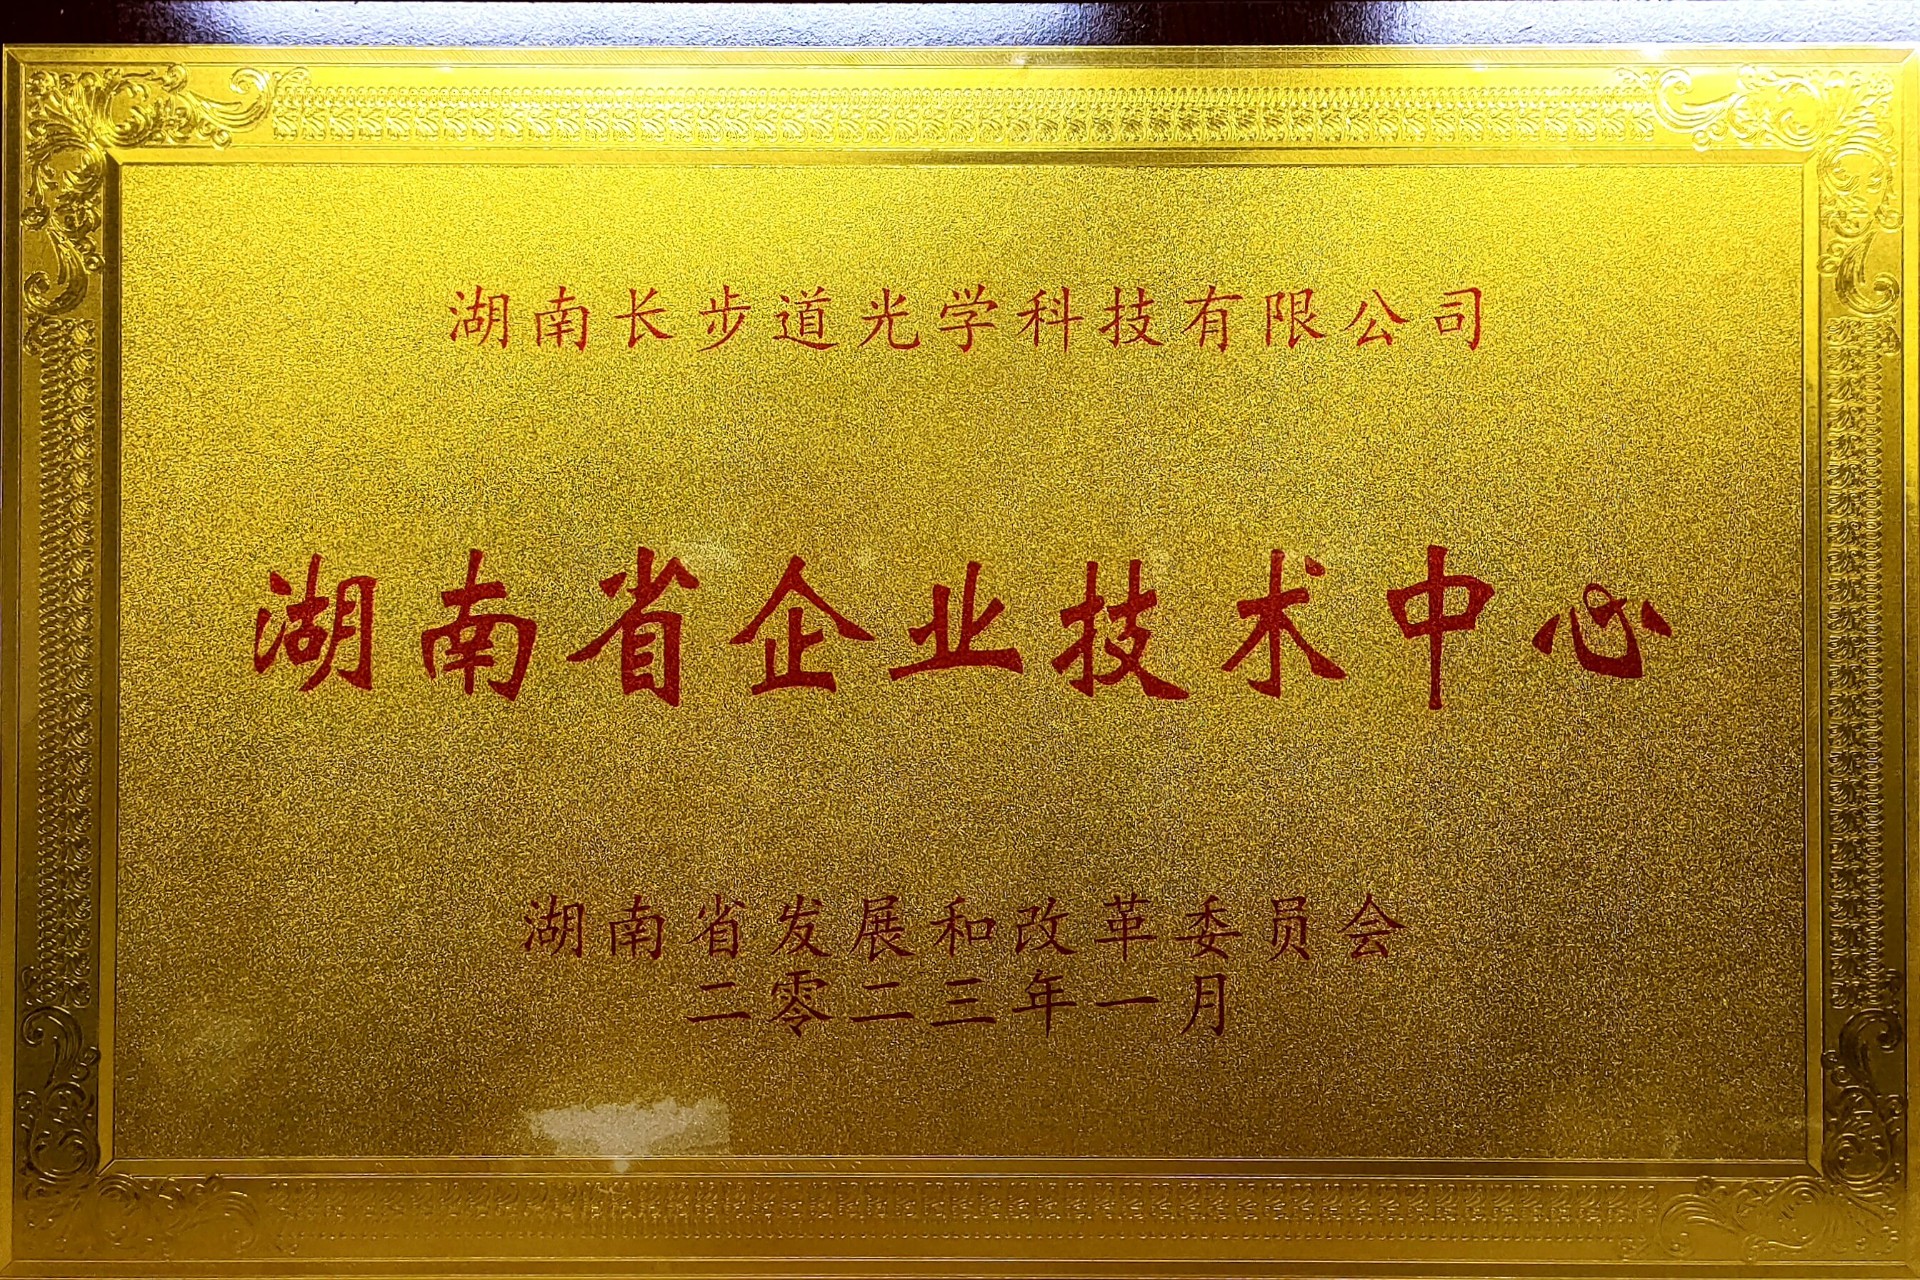 湖南长步道光学科技有限公司
湖南省企业技术中心
湖南省发展和改革委员会
二零二三年一月